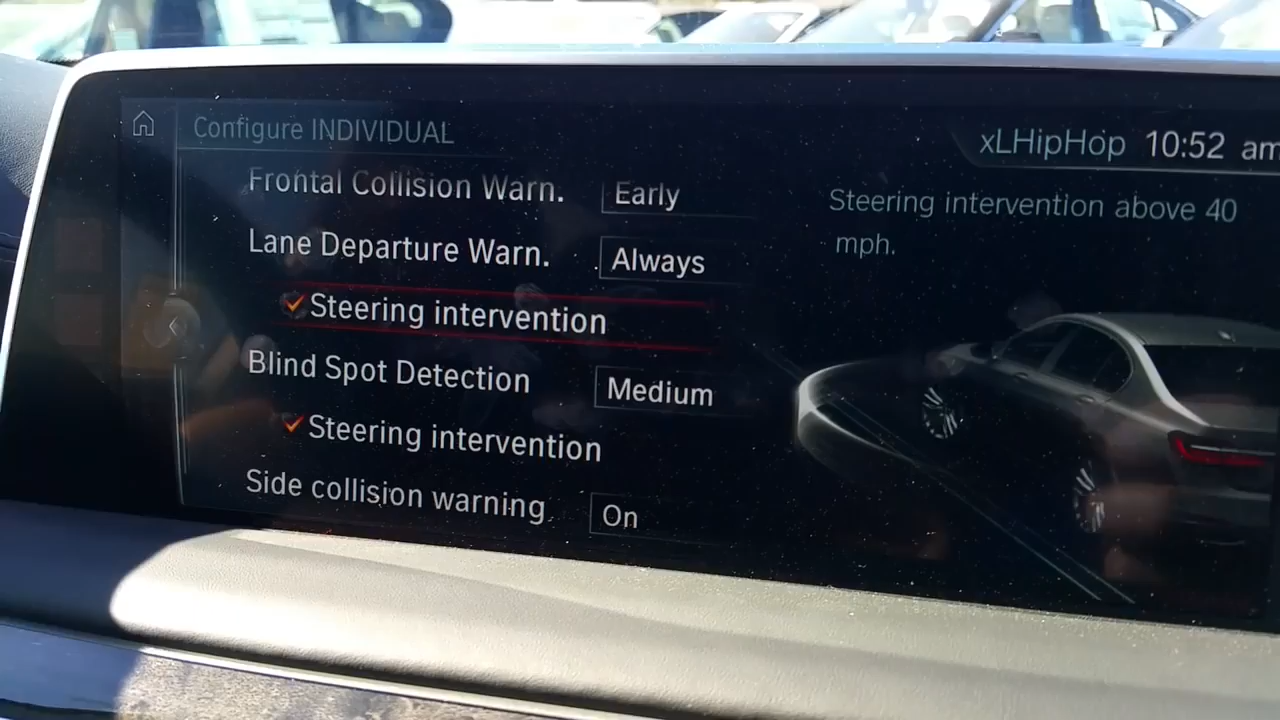 Configure INDIVIDUAL
xLHipHop 10:52 am
Frontal Collision Warn. Early
Lane Departure Warn. Always
Steering intervention
Blind Spot Detection Medium
Steering intervention
Side collision warning On
Steering intervention above 40
mph.